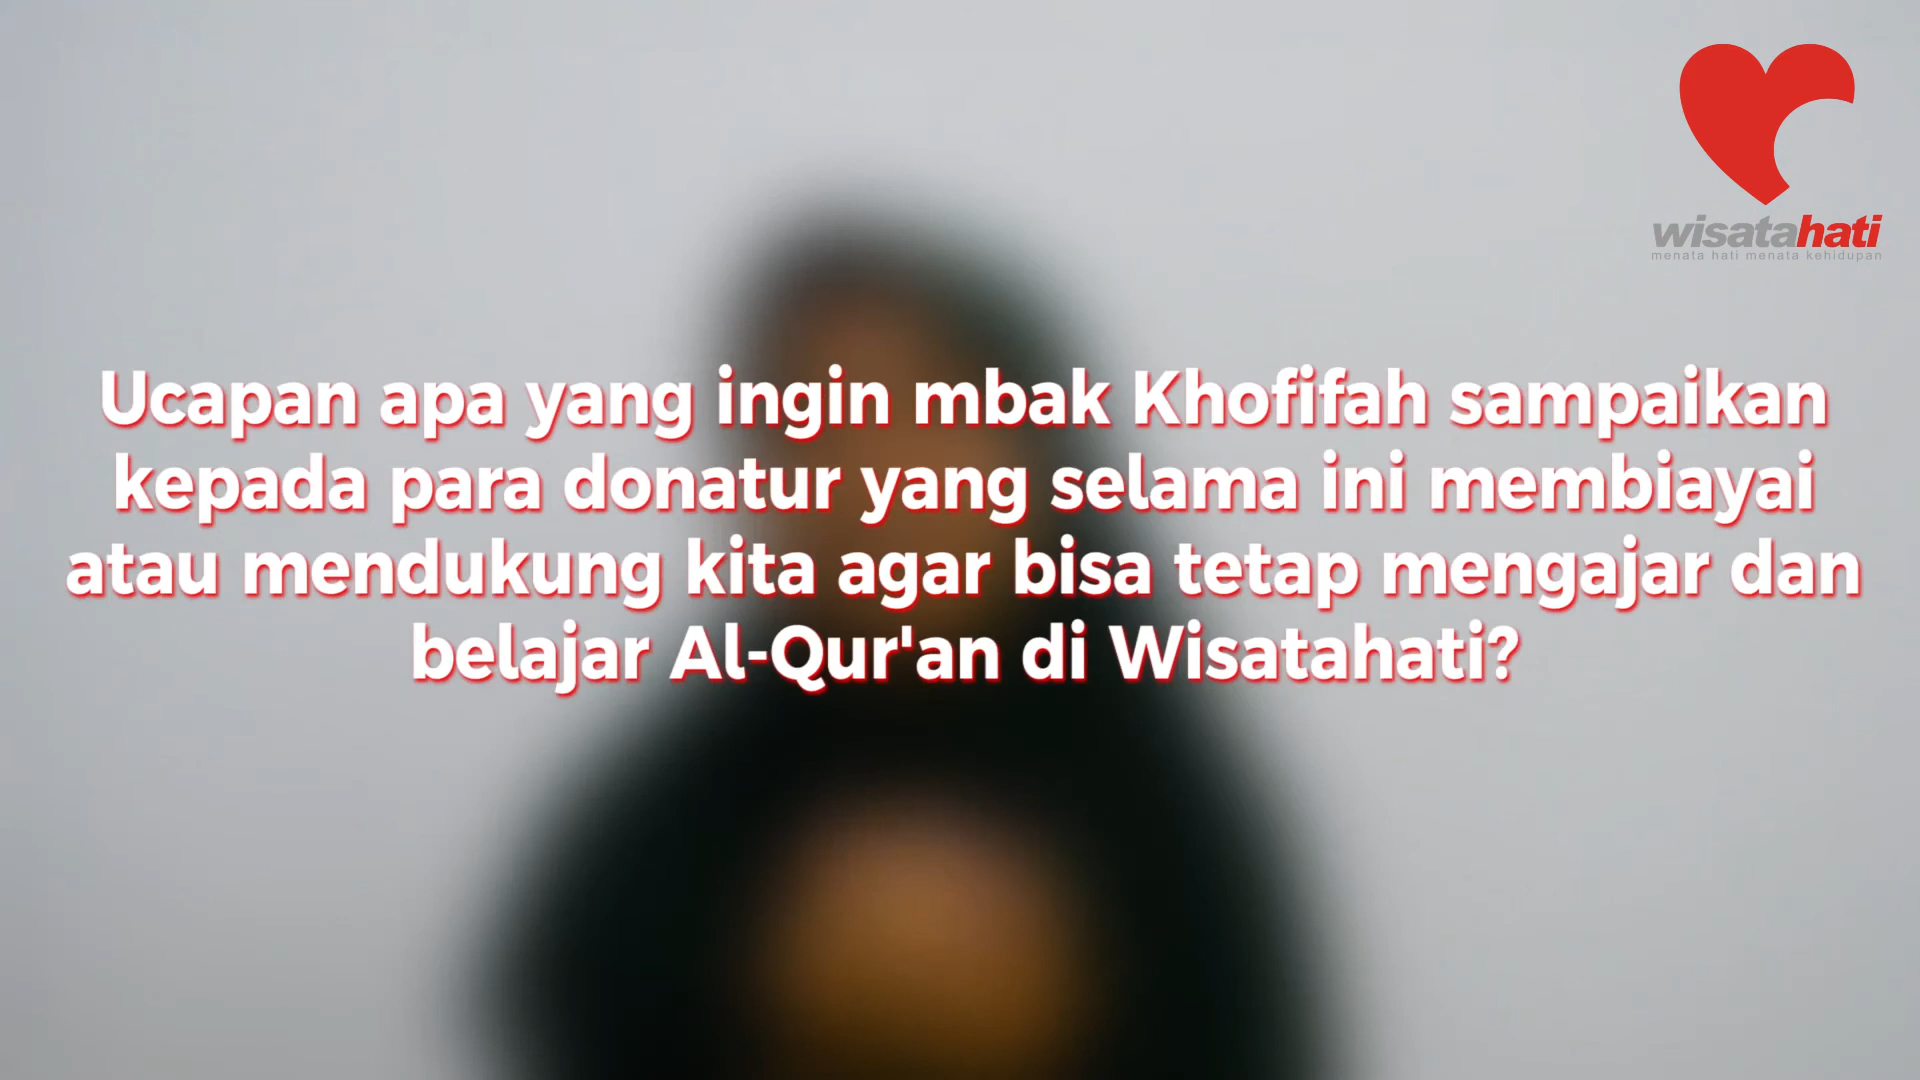 wisatahati
menata hati menata kehidupan
Ucapan apa yang ingin mbak Khofifah sampaikan
kepada para donatur yang selama ini membiayai
atau mendukung kita agar bisa tetap mengajar dan
belajar Al-Qur'an di Wisatahati?